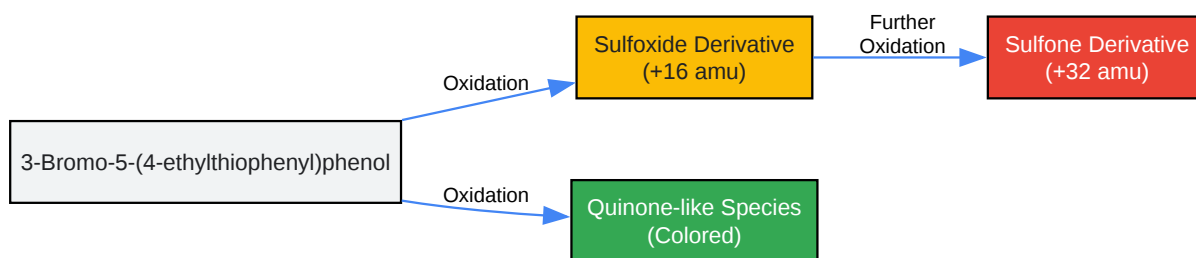 Further
Oxidation
Sulfoxide Derivative
(+16 amu)
Sulfone Derivative
(+32 amu)
Oxidation
3-Bromo-5-(4-ethylthiophenyl)phenol
Oxidation
Quinone-like Species
(Colored)